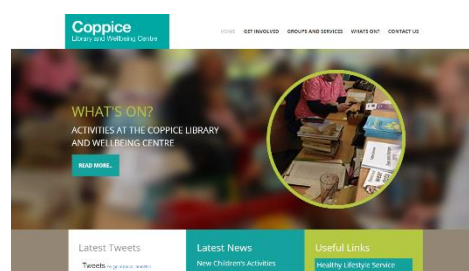 Coppice
Library and Wellbeing Centre
HOME GET INVOLVED GROUPS AND SERVICES WHATS ON? CONTACT US
WHAT'S ON?
ACTIVITIES AT THE COPPICE LIBRARY
AND WELLBEING CENTRE
READ MORE..
Latest Tweets
Tweets
Latest News
New Children's Activities
Useful Links
Healthy Lifestyle Service